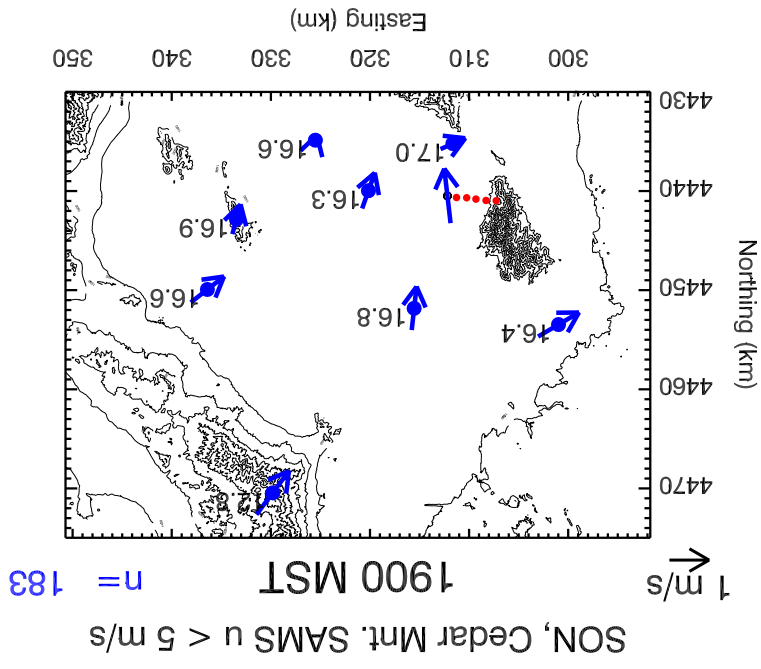 SON, Cedar Mnt. SAMS u < 5 m/s
1 m/s 1900 MST n= 183
4470
12.8
4460
16.4
16.8
4450
16.6
16.9
16.3
4440
17.0
16.6
4430
Northing (km)
300 310 320 330 340 350
Easting (km)